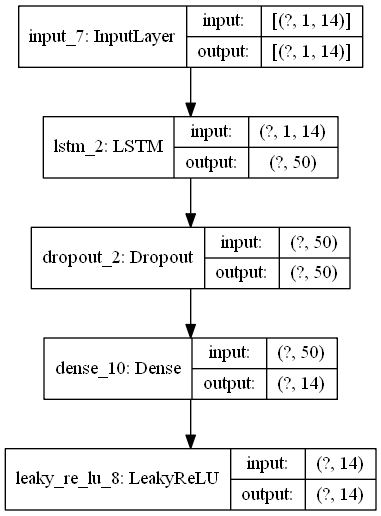 input_7: InputLayer
input: [(?, 1, 14)]
output: [(?, 1, 14)]
lstm_2: LSTM
input: (?, 1, 14)
output: (?, 50)
dropout_2: Dropout
input: (?, 50)
output: (?, 50)
dense_10: Dense
input: (?, 50)
output: (?, 14)
leaky_re_lu_8: LeakyReLU
input: (?, 14)
output: (?, 14)